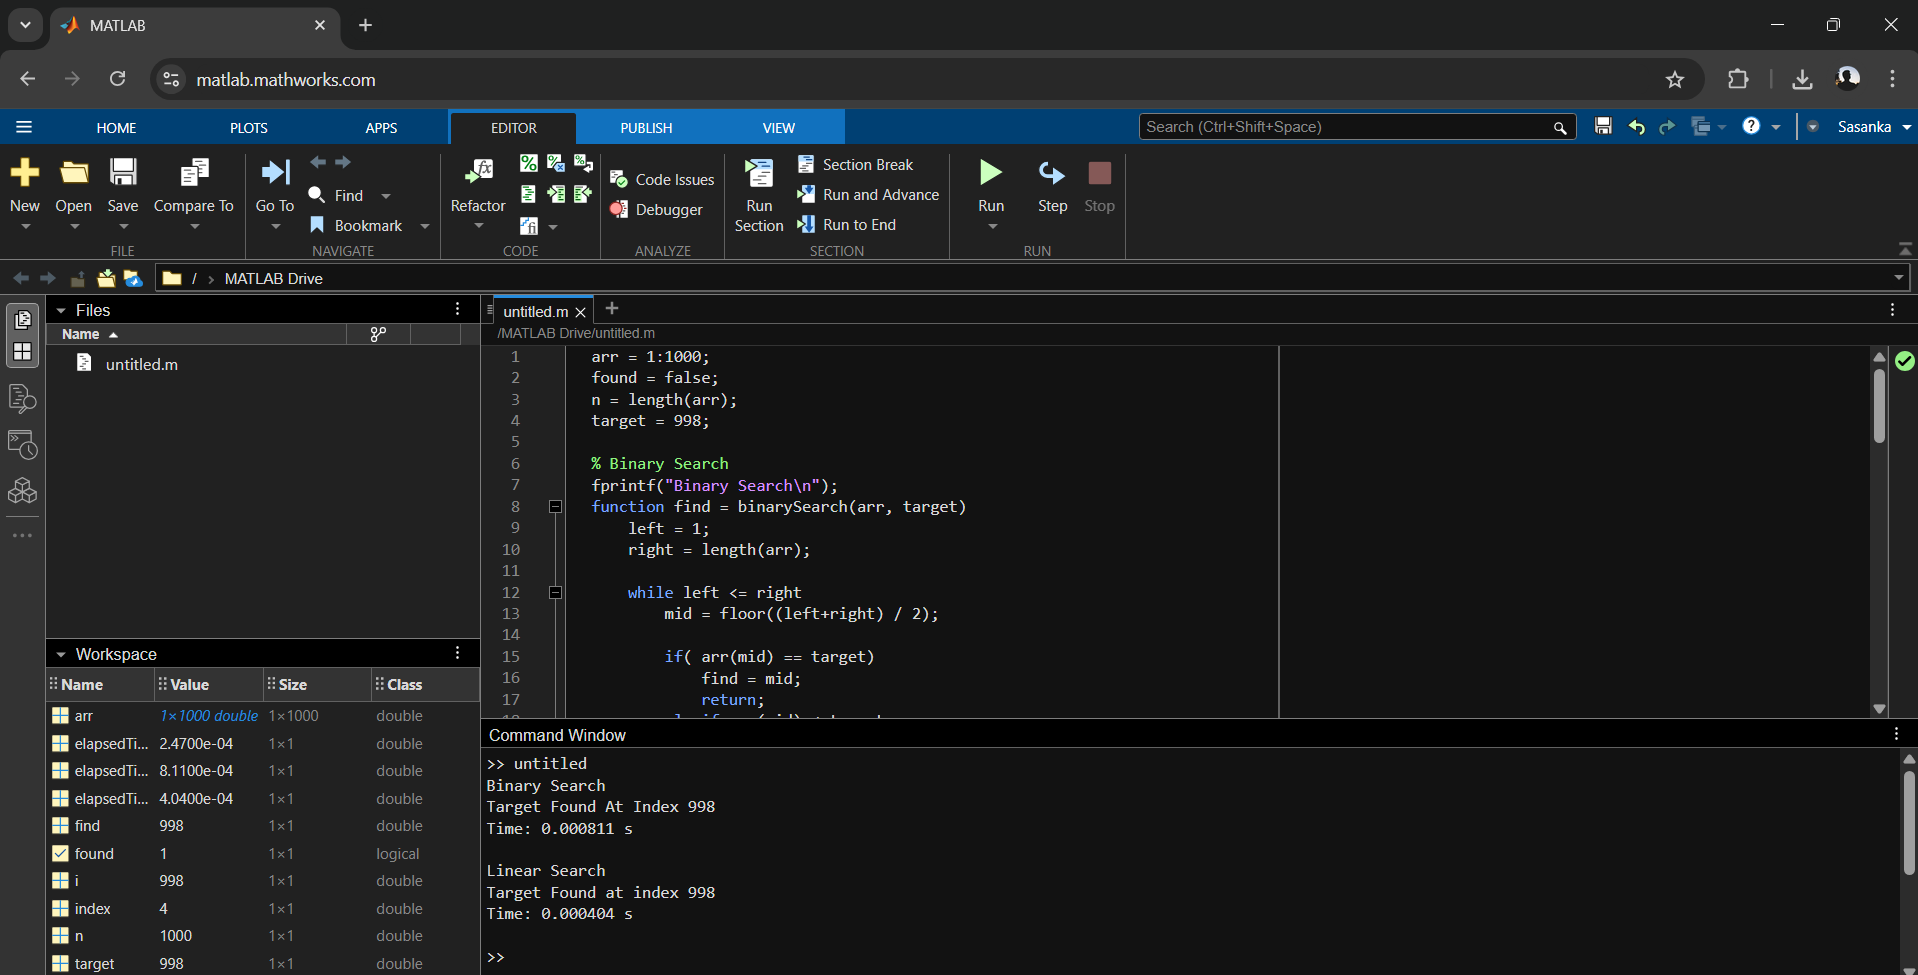 MATLAB
matlab.mathworks.com
HOME PLOTS APPS EDITOR PUBLISH VIEW Search (Ctrl+Shift+Space) Sasanka
New Open Save Compare To Go To Find Bookmark Refactor Code Issues Debugger Run Section Section Break Run and Advance Run to End Run Step Stop
FILE NAVIGATE CODE ANALYZE SECTION RUN
/ › MATLAB Drive
Files
Name
untitled.m
Workspace
Name Value Size Class
arr 1×1000 double 1×1000 double
elapsedTi... 2.4700e-04 1×1 double
elapsedTi... 8.1100e-04 1×1 double
elapsedTi... 4.0400e-04 1×1 double
find 998 1×1 double
found 1 1×1 logical
i 998 1×1 double
index 4 1×1 double
n 1000 1×1 double
target 998 1×1 double
untitled.m
/MATLAB Drive/untitled.m
1 arr = 1:1000;
2 found = false;
3 n = length(arr);
4 target = 998;
5
6 % Binary Search
7 fprintf("Binary Search\n");
8 function find = binarySearch(arr, target)
9 left = 1;
10 right = length(arr);
11
12 while left <= right
13 mid = floor((left+right) / 2);
14
15 if( arr(mid) == target)
16 find = mid;
17 return;
Command Window
>> untitled
Binary Search
Target Found At Index 998
Time: 0.000811 s
Linear Search
Target Found at index 998
Time: 0.000404 s
>>